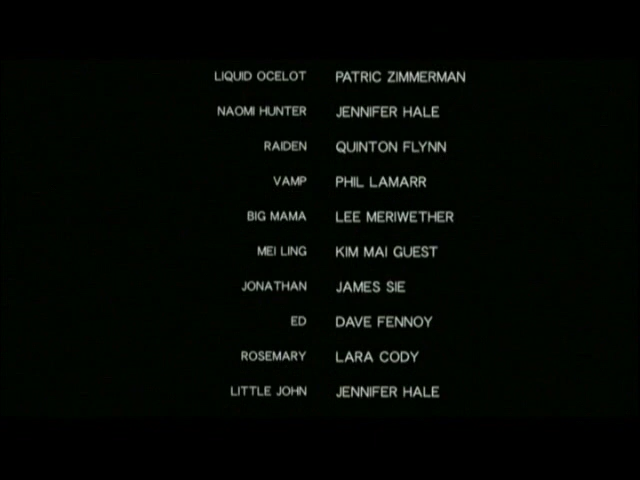 LIQUID OCELOT PATRIC ZIMMERMAN
NAOMI HUNTER JENNIFER HALE
RAIDEN QUINTON FLYNN
VAMP PHIL LAMARR
BIG MAMA LEE MERIWETHER
MEI LING KIM MAI GUEST
JONATHAN JAMES SIE
ED DAVE FENNOY
ROSEMARY LARA CODY
LITTLE JOHN JENNIFER HALE